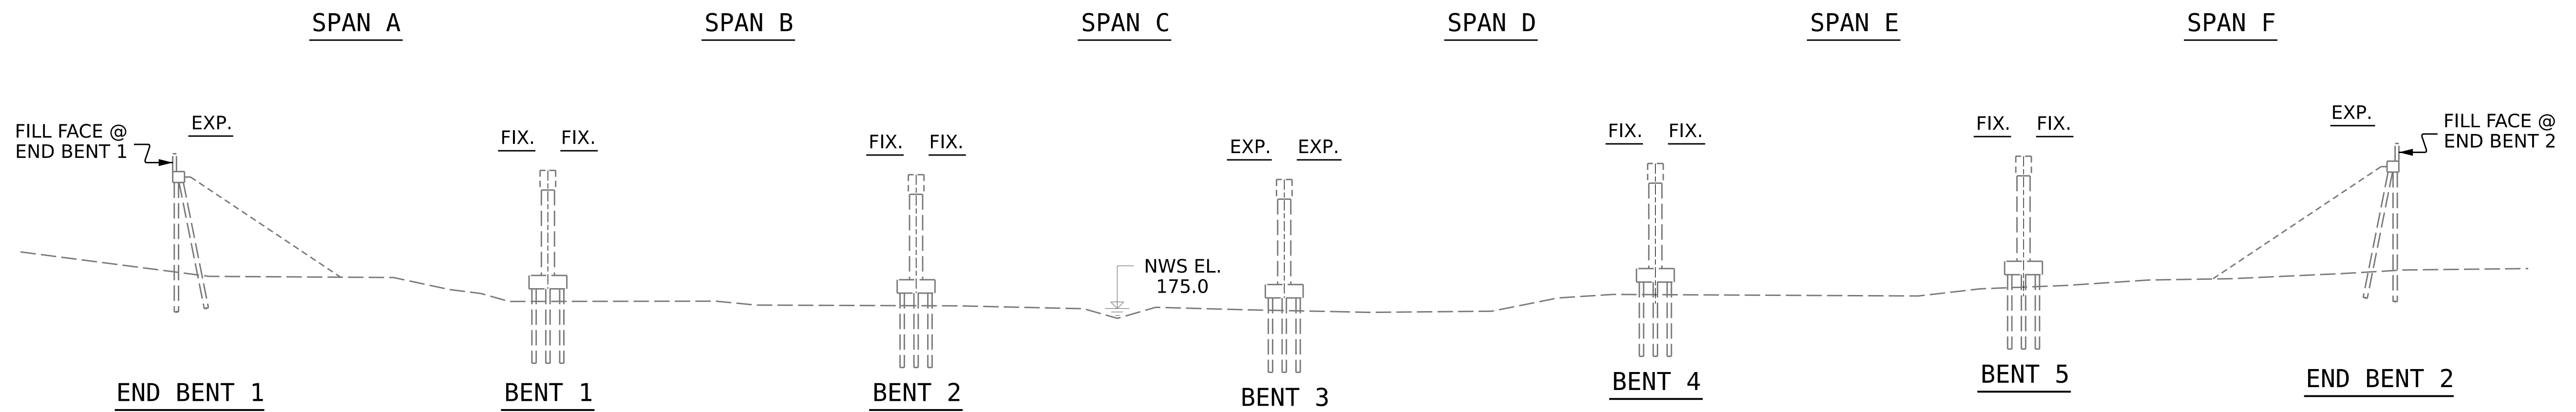 SPAN A
SPAN B
SPAN C
SPAN D
SPAN E
SPAN F
FILL FACE @
END BENT 1
EXP.
FIX. FIX.
FIX. FIX.
EXP. EXP.
FIX. FIX.
FIX. FIX.
EXP.
FILL FACE @
END BENT 2
NWS EL.
175.0
END BENT 1
BENT 1
BENT 2
BENT 3
BENT 4
BENT 5
END BENT 2